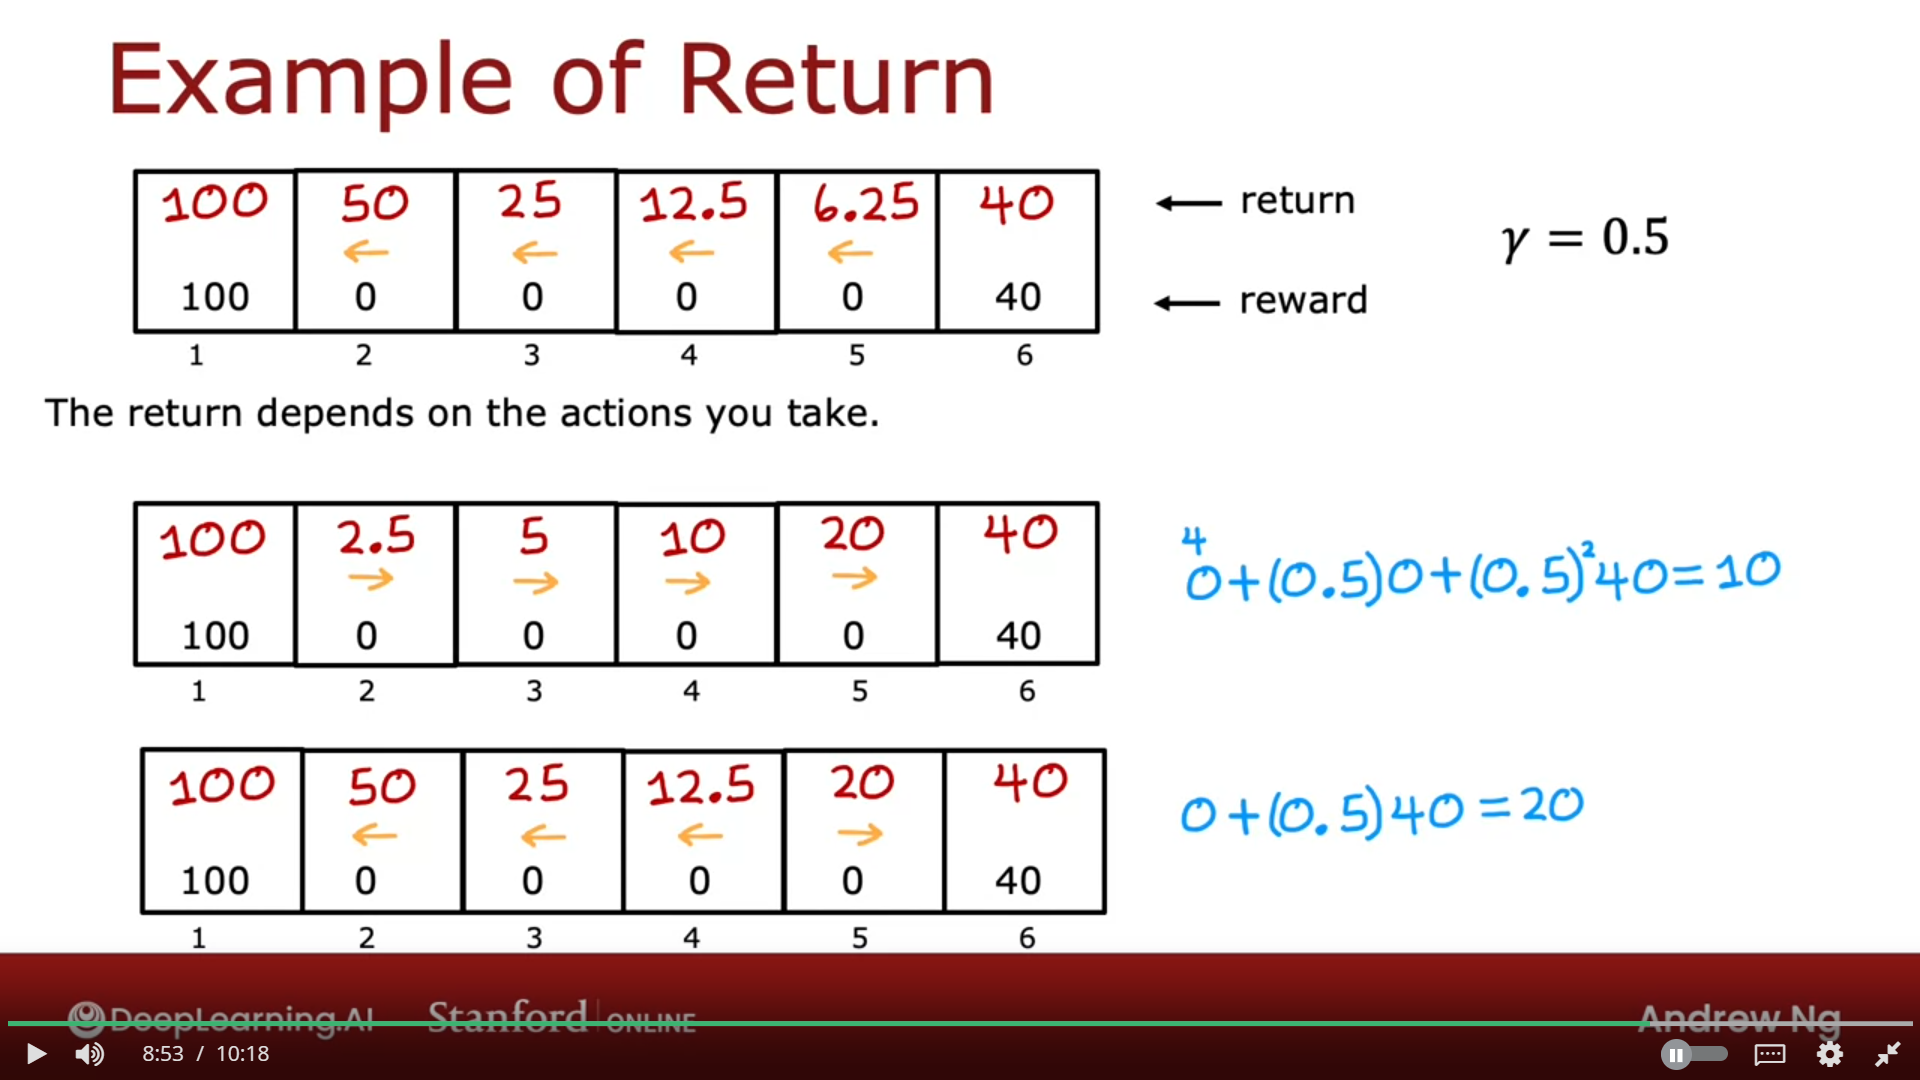 Example of Return
100 50 25 12.5 6.25 40 ← return
← ← ← ← γ = 0.5
100 0 0 0 0 40 ← reward
1 2 3 4 5 6
The return depends on the actions you take.
100 2.5 5 10 20 40 4
→ → → → 0+(0.5)0+(0.5)²40=10
100 0 0 0 0 40
1 2 3 4 5 6
100 50 25 12.5 20 40 0+(0.5)40=20
← ← ← →
100 0 0 0 0 40
1 2 3 4 5 6
DeepLearning.AI Stanford | ONLINE Andrew Ng
8:53 / 10:18